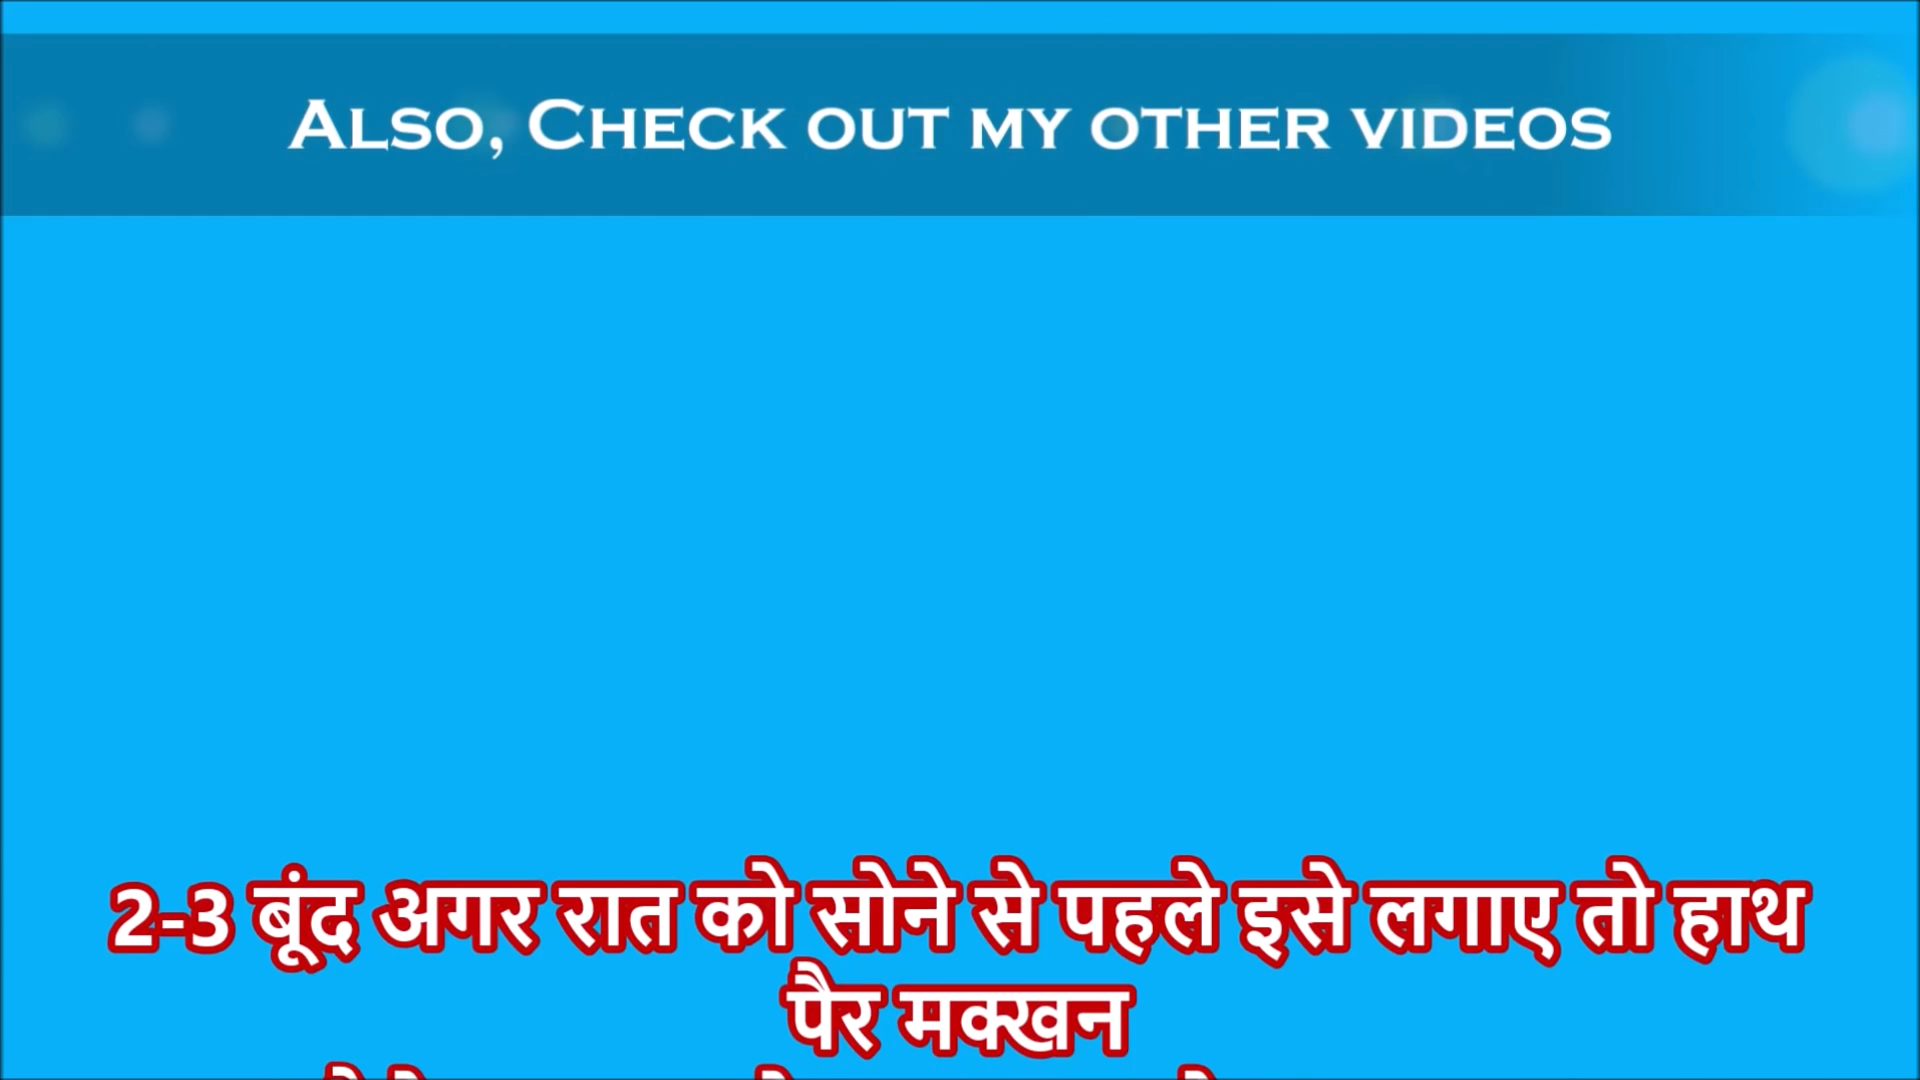 Also, Check out my other videos
2-3 बूंद अगर रात को सोने से पहले इसे लगाए तो हाथ
पैर मक्खन